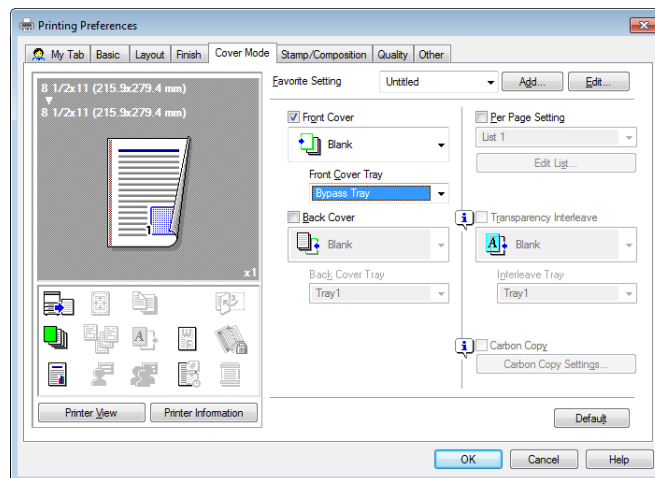 Printing Preferences
My Tab Basic Layout Finish Cover Mode Stamp/Composition Quality Other
8 1/2x11 (215.9x279.4 mm)
8 1/2x11 (215.9x279.4 mm)
1
x1
Printer View Printer Information
Favorite Setting Untitled Add... Edit...
Front Cover
Blank
Front Cover Tray
Bypass Tray
Back Cover
Blank
Back Cover Tray
Tray1
Per Page Setting
List 1
Edit List...
Transparency Interleave
A Blank
Interleave Tray
Tray1
Carbon Copy
Carbon Copy Settings...
Default
OK Cancel Help